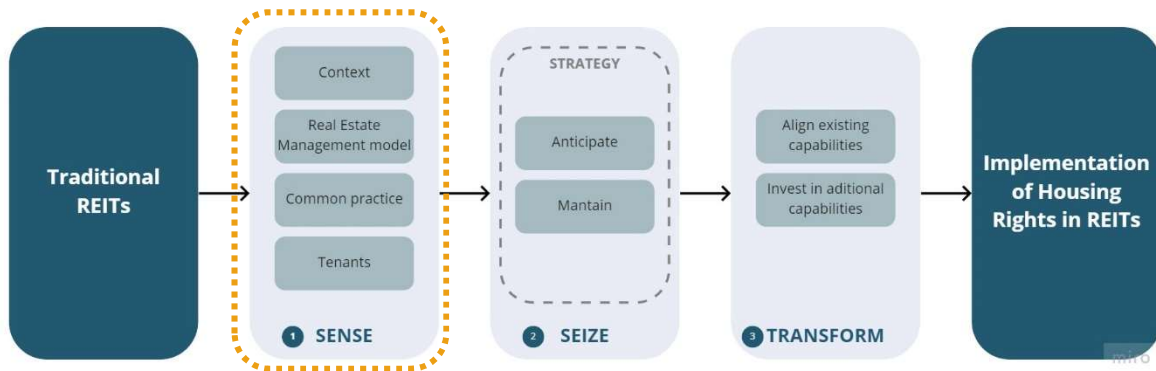 Traditional
REITs
Context
Real Estate
Management model
Common practice
Tenants
1 SENSE
STRATEGY
Anticipate
Mantain
2 SEIZE
Align existing
capabilities
Invest in aditional
capabilities
3 TRANSFORM
Implementation
of Housing
Rights in REITs
miro